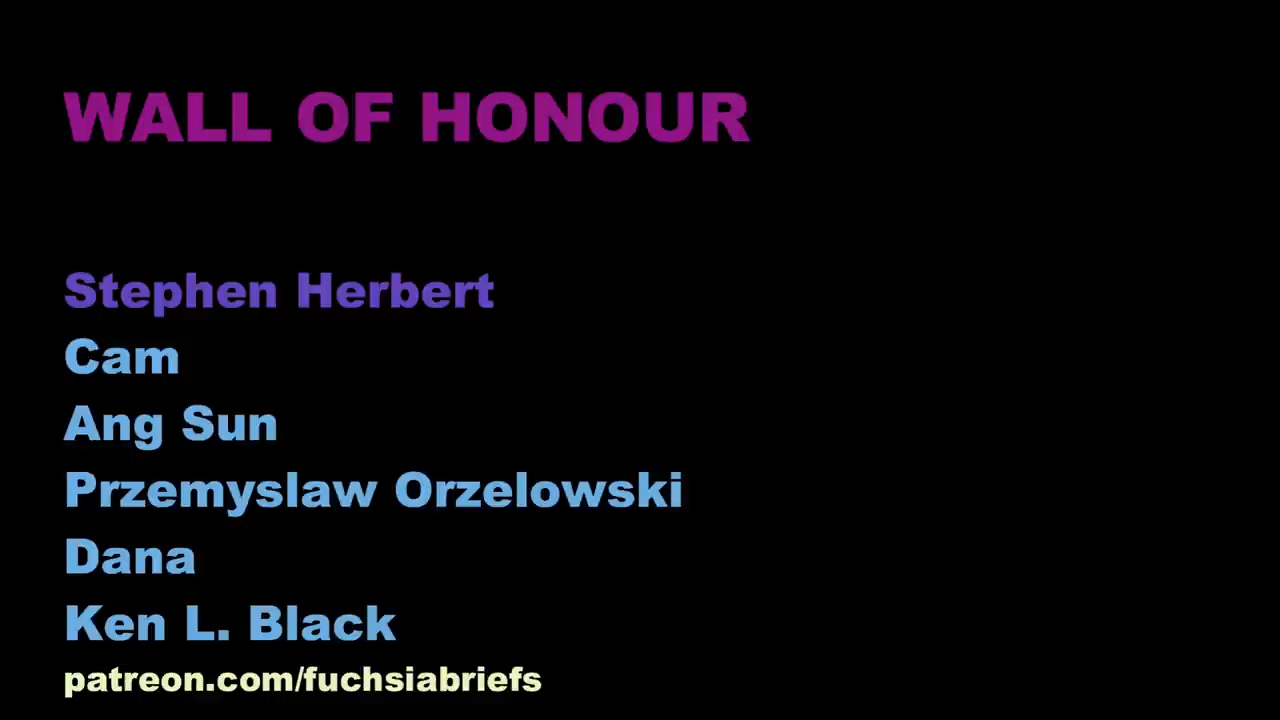 WALL OF HONOUR
Stephen Herbert
Cam
Ang Sun
Przemyslaw Orzelowski
Dana
Ken L. Black
patreon.com/fuchsiabriefs